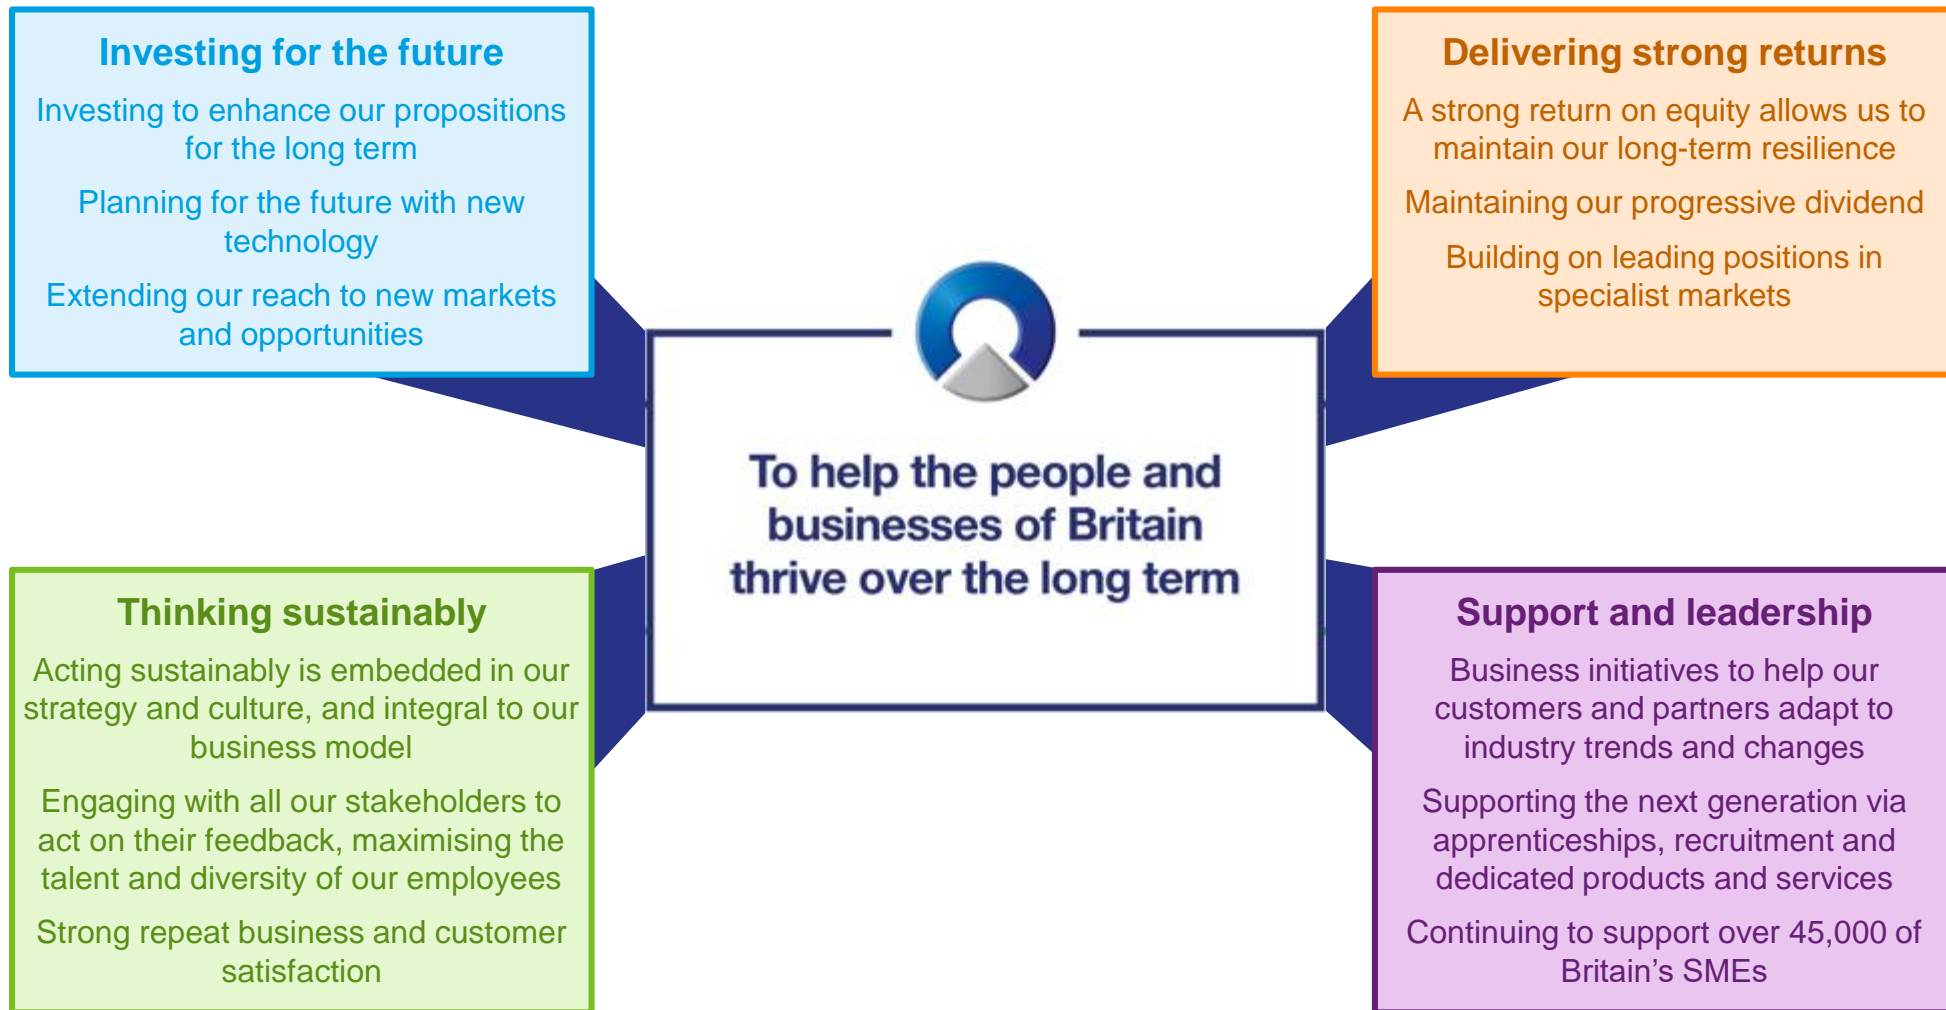 Investing for the future
Investing to enhance our propositions
for the long term
Planning for the future with new
technology
Extending our reach to new markets
and opportunities
Delivering strong returns
A strong return on equity allows us to
maintain our long-term resilience
Maintaining our progressive dividend
Building on leading positions in
specialist markets
To help the people and
businesses of Britain
thrive over the long term
Thinking sustainably
Acting sustainably is embedded in our
strategy and culture, and integral to our
business model
Engaging with all our stakeholders to
act on their feedback, maximising the
talent and diversity of our employees
Strong repeat business and customer
satisfaction
Support and leadership
Business initiatives to help our
customers and partners adapt to
industry trends and changes
Supporting the next generation via
apprenticeships, recruitment and
dedicated products and services
Continuing to support over 45,000 of
Britain’s SMEs